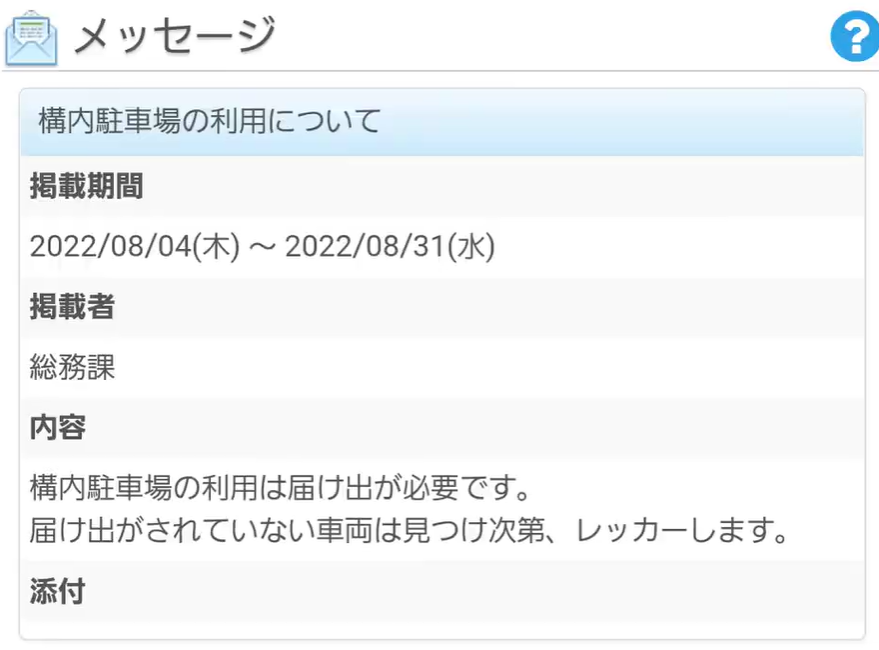 メッセージ
?
構内駐車場の利用について
掲載期間
2022/08/04(木) ～ 2022/08/31(水)
掲載者
総務課
内容
構内駐車場の利用は届け出が必要です。
届け出がされていない車両は見つけ次第、レッカーします。
添付